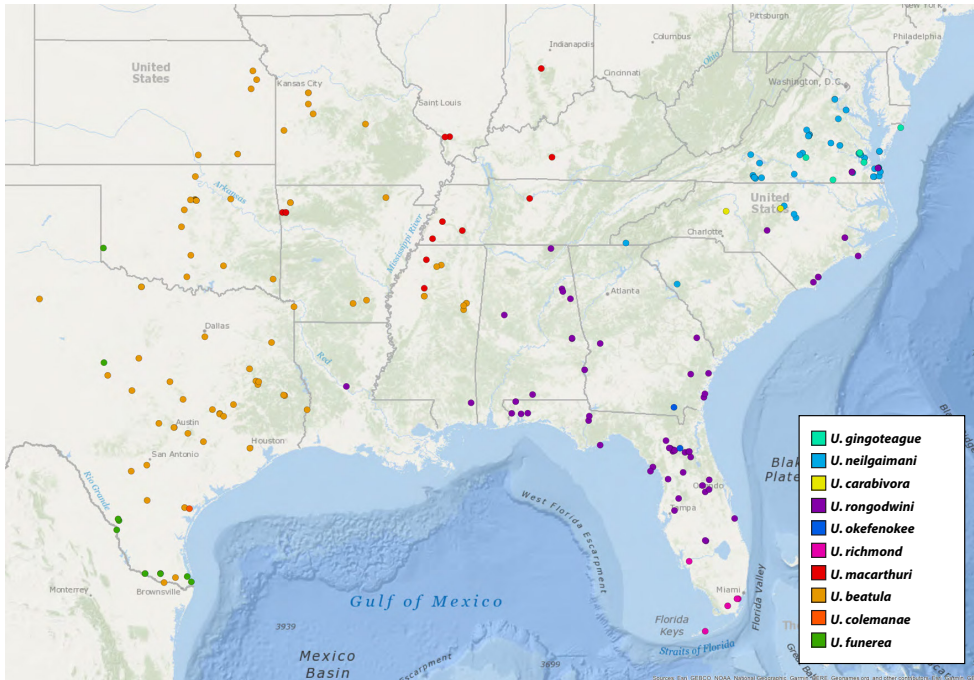 New York
Pittsburgh
Philadelphia
Columbus
Indianapolis
United
States
Ohio
Washington, D.C.
Cincinnati
Kansas City
Saint Louis
Arkansas
United
States
Mississippi River
Charlotte
Atlanta
Dallas
Red
Austin
Houston
San Antonio
Rio Grande
Orlando
Tampa
West Florida Escarpment
Miami
Florida Valley
Monterrey
Brownsville
Gulf of Mexico
Florida
Keys
3939
Straits of Florida
Mexico
Basin
Escarpment
3699
U. gingoteague
U. neilgaimani
U. carabivora
U. rongodwini
U. okefenokee
U. richmond
U. macarthuri
U. beatula
U. colemanae
U. funerea